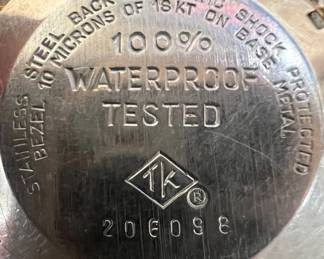 STAINLESS STEEL BACK
SHOCK PROTECTED
BEZEL 10 MICRONS OF 18KT ON BASE METAL
100%
WATERPROOF
TESTED
TK
®
206098